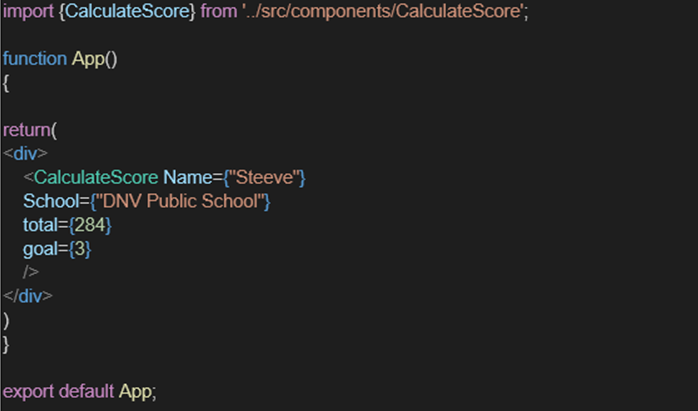 import {CalculateScore} from '../src/components/CalculateScore';
function App()
{
return(
<div>
<CalculateScore Name={"Steeve"}
School={"DNV Public School"}
total={284}
goal={3}
/>
</div>
)
}
export default App;